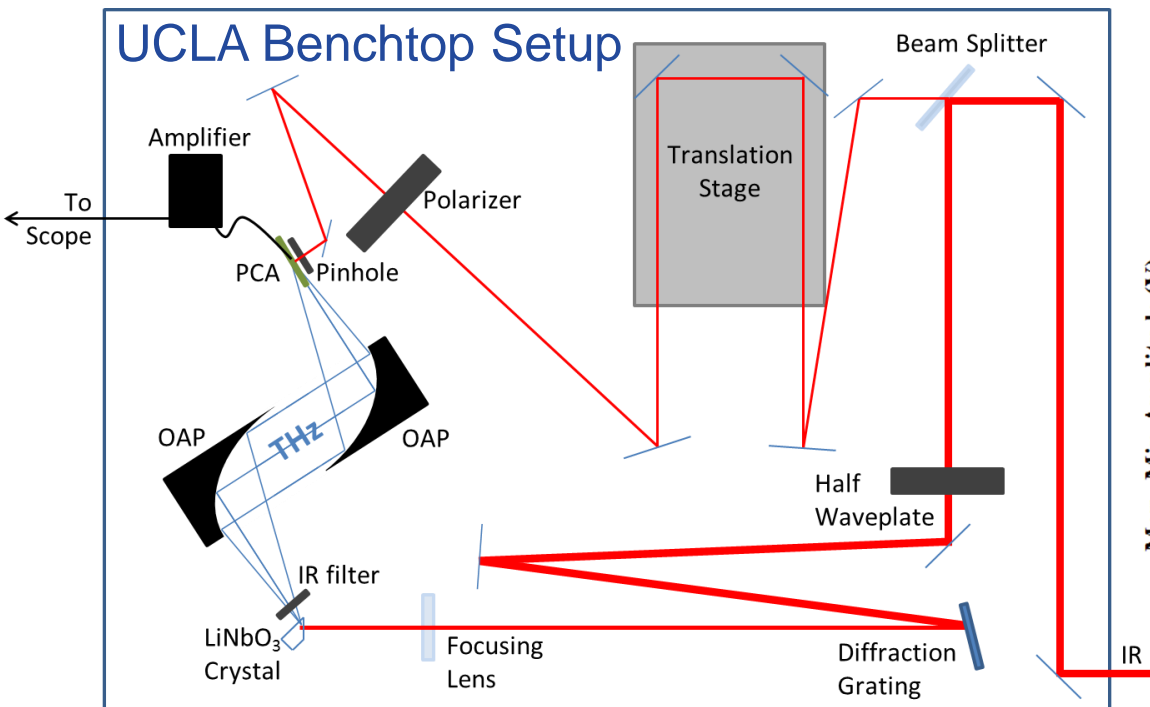 UCLA Benchtop Setup
Beam Splitter
Amplifier
Translation
Stage
To
Scope
Polarizer
PCA
Pinhole
OAP
THz
OAP
Half
Waveplate
IR filter
LiNbO₃
Crystal
Focusing
Lens
Diffraction
Grating
IR